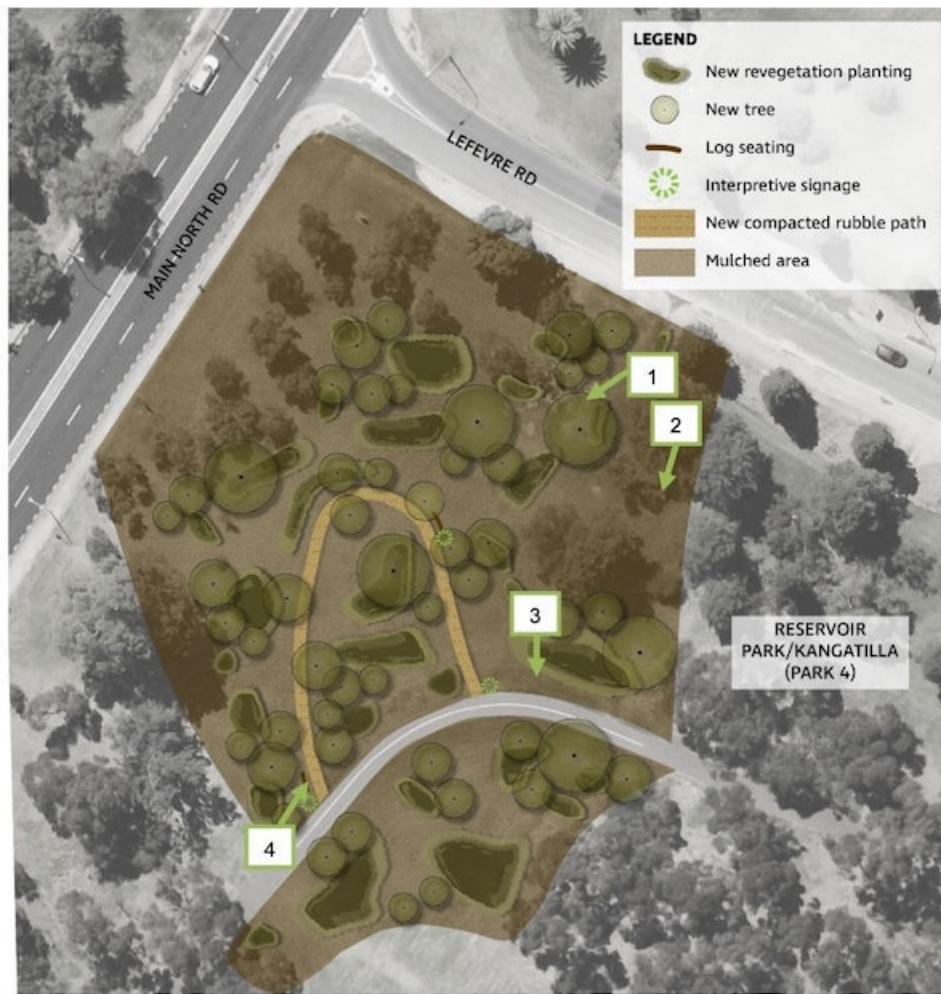 LEGEND
New revegetation planting
New tree
Log seating
Interpretive signage
New compacted rubble path
Mulched area
LEFEVRE RD
MAIN NORTH RD
1
2
3
RESERVOIR
PARK/KANGATILLA
(PARK 4)
4